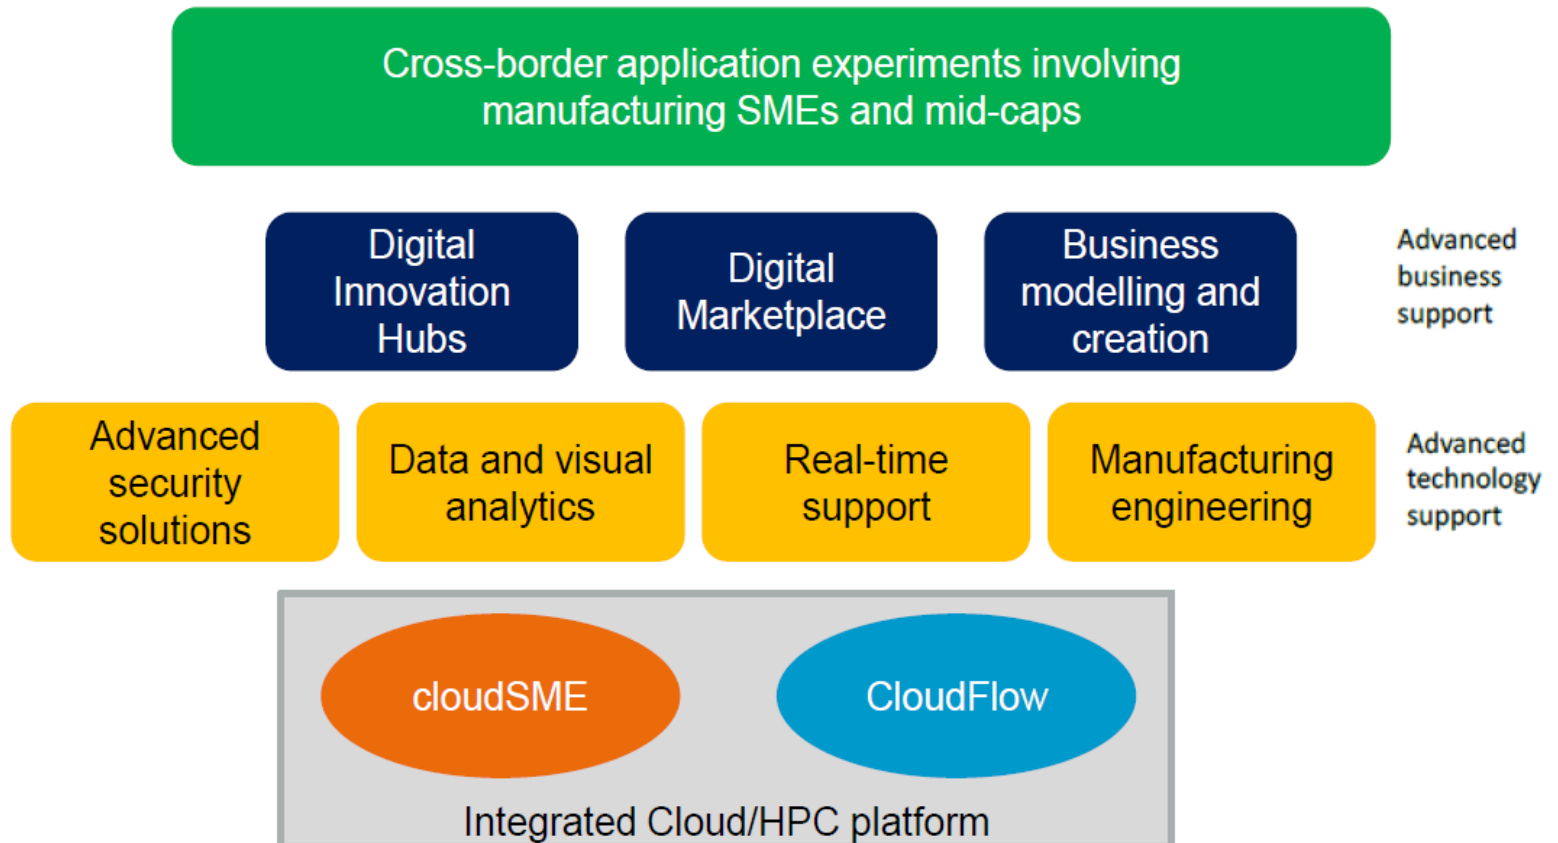 Cross-border application experiments involving
manufacturing SMEs and mid-caps
Digital
Innovation
Hubs
Digital
Marketplace
Business
modelling and
creation
Advanced
business
support
Advanced
security
solutions
Data and visual
analytics
Real-time
support
Manufacturing
engineering
Advanced
technology
support
cloudSME
CloudFlow
Integrated Cloud/HPC platform